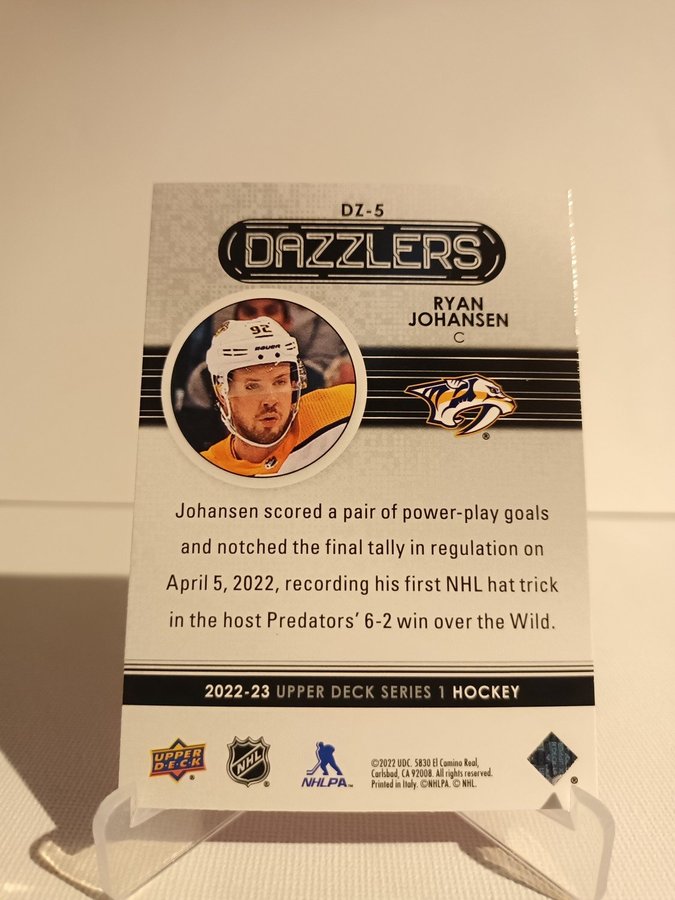 DZ-5
DAZZLERS
RYAN
JOHANSEN
C
92
BAUER
Johansen scored a pair of power-play goals
and notched the final tally in regulation on
April 5, 2022, recording his first NHL hat trick
in the host Predators' 6-2 win over the Wild.
2022-23 UPPER DECK SERIES 1 HOCKEY
UPPER
DECK
NHL
NHLPA
©2022 UDC. 5830 El Camino Real,
Carlsbad, CA 92008. All rights reserved.
Printed in Italy. ©NHLPA. © NHL.